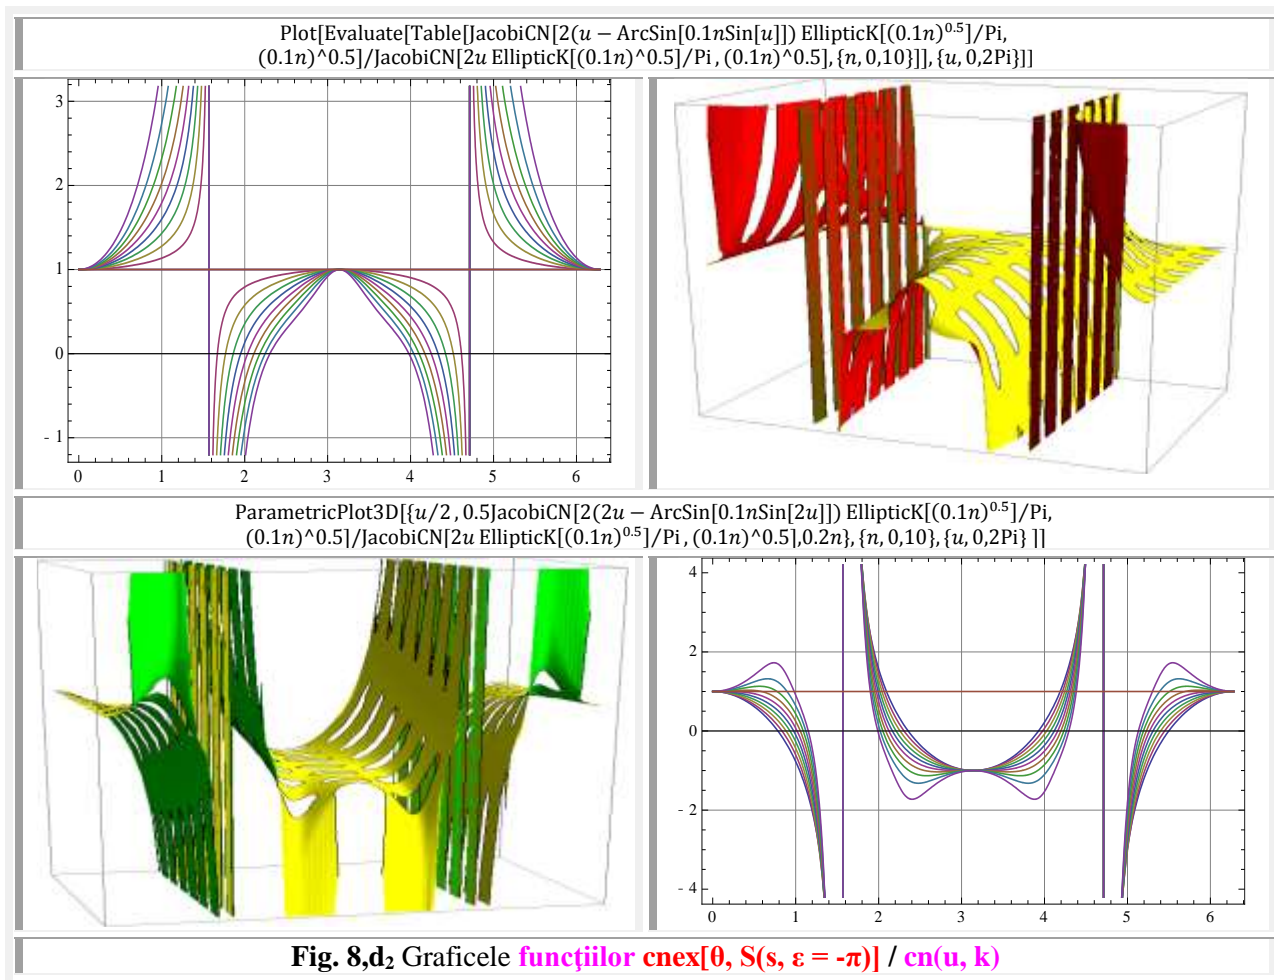 Plot[Evaluate[Table[JacobiCN[2(u − ArcSin[0.1nSin[u]]) EllipticK[(0.1n)^0.5]/Pi,
(0.1n)^0.5]/JacobiCN[2u EllipticK[(0.1n)^0.5]/Pi , (0.1n)^0.5], {n, 0,10}]], {u, 0,2Pi}]]
3
2
1
0
- 1
0 1 2 3 4 5 6
ParametricPlot3D[{u/2 , 0.5JacobiCN[2(2u − ArcSin[0.1nSin[2u]]) EllipticK[(0.1n)^0.5]/Pi,
(0.1n)^0.5]/JacobiCN[2u EllipticK[(0.1n)^0.5]/Pi , (0.1n)^0.5],0.2n}, {n, 0,10}, {u, 0,2Pi} ]]
4
2
0
- 2
- 4
0 1 2 3 4 5 6
Fig. 8,d₂ Graficele funcţiilor cnex[θ, S(s, ε = -π)] / cn(u, k)